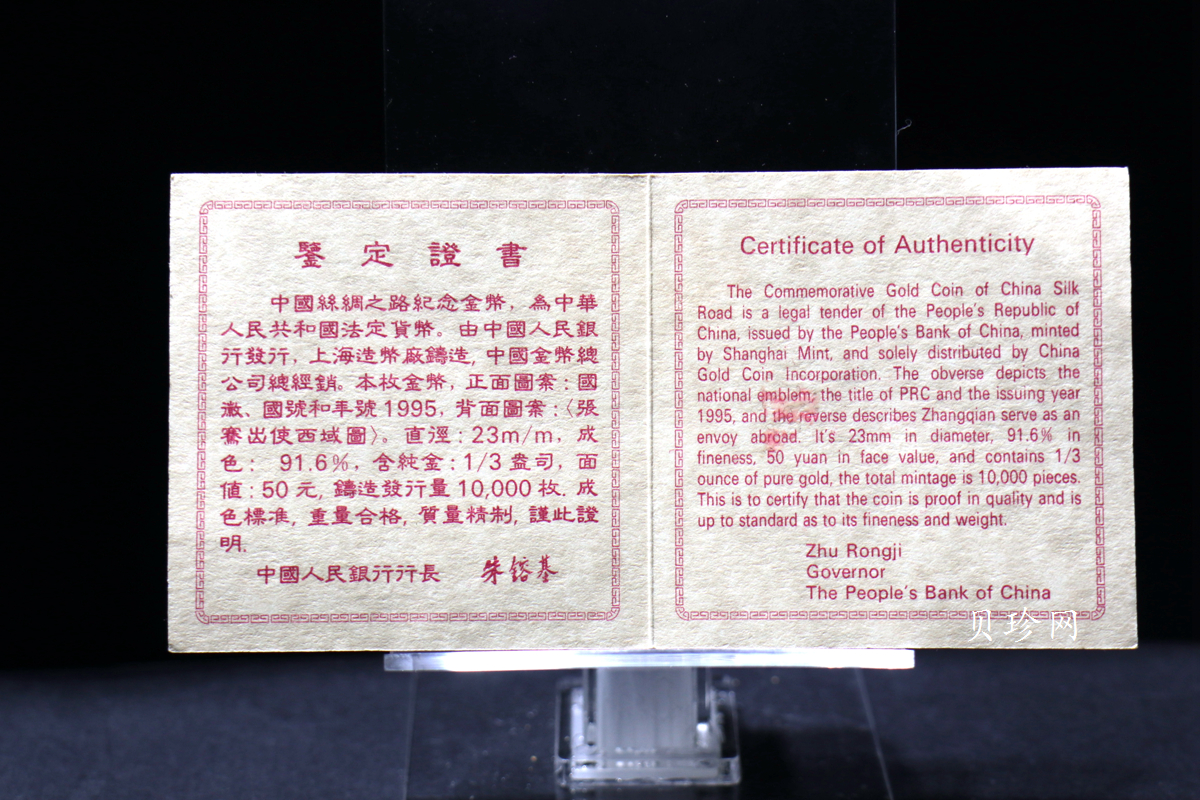 鑒定證書
中國絲綢之路紀念金幣，為中華
人民共和國法定貨幣。由中國人民銀
行發行，上海造幣廠鑄造，中國金幣總
公司總經銷。本枚金幣，正面圖案：國
徽、國號和年號1995，背面圖案：〈張
騫出使西域圖〉。直徑：23m/m，成
色： 91.6%，含純金：1/3盎司，面
值：50元，鑄造發行量10,000枚．成
色標准，重量合格，質量精制，謹此證
明．
中國人民銀行行長 朱鎔基
Certificate of Authenticity
The Commemorative Gold Coin of China Silk
Road is a legal tender of the People's Republic of
China, issued by the People's Bank of China, minted
by Shanghai Mint, and solely distributed by China
Gold Coin Incorporation. The obverse depicts the
national emblem, the title of PRC and the issuing year
1995, and the reverse describes Zhangqian serve as an
envoy abroad. It's 23mm in diameter, 91.6% in
fineness, 50 yuan in face value, and contains 1/3
ounce of pure gold, the total mintage is 10,000 pieces.
This is to certify that the coin is proof in quality and is
up to standard as to its fineness and weight.
Zhu Rongji
Governor
The People's Bank of China
贝珍网